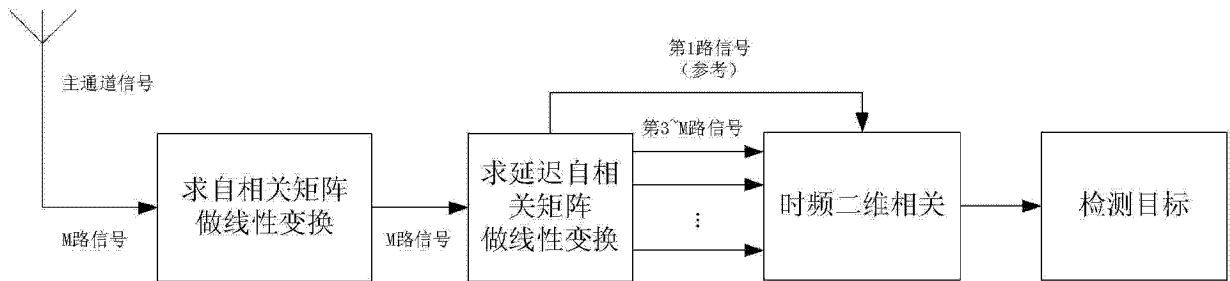 第1路信号
（参考）
主通道信号
第3~M路信号
求自相关矩阵
做线性变换
求延迟自相
关矩阵
做线性变换
时频二维相关
检测目标
M路信号
M路信号
⋮